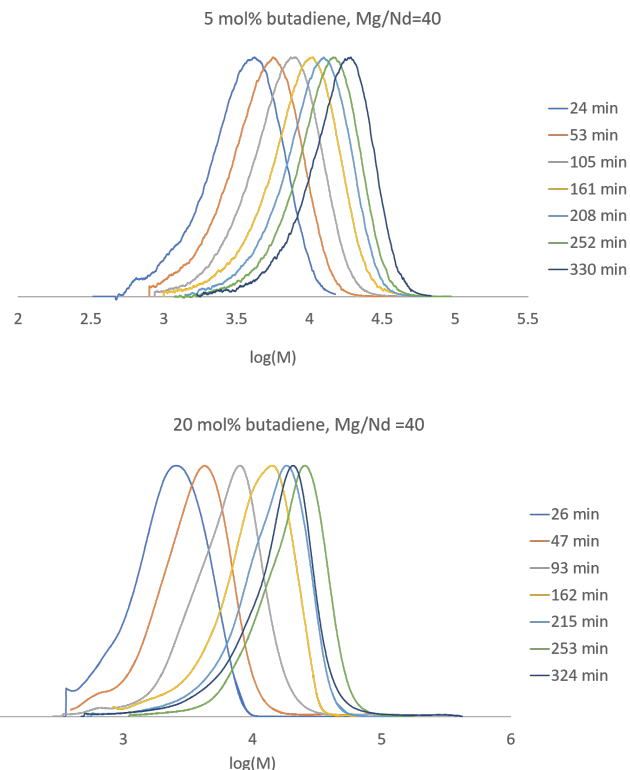 5 mol% butadiene, Mg/Nd=40
24 min
53 min
105 min
161 min
208 min
252 min
330 min
2 2.5 3 3.5 4 4.5 5 5.5
log(M)
20 mol% butadiene, Mg/Nd =40
26 min
47 min
93 min
162 min
215 min
253 min
324 min
3 4 5 6
log(M)